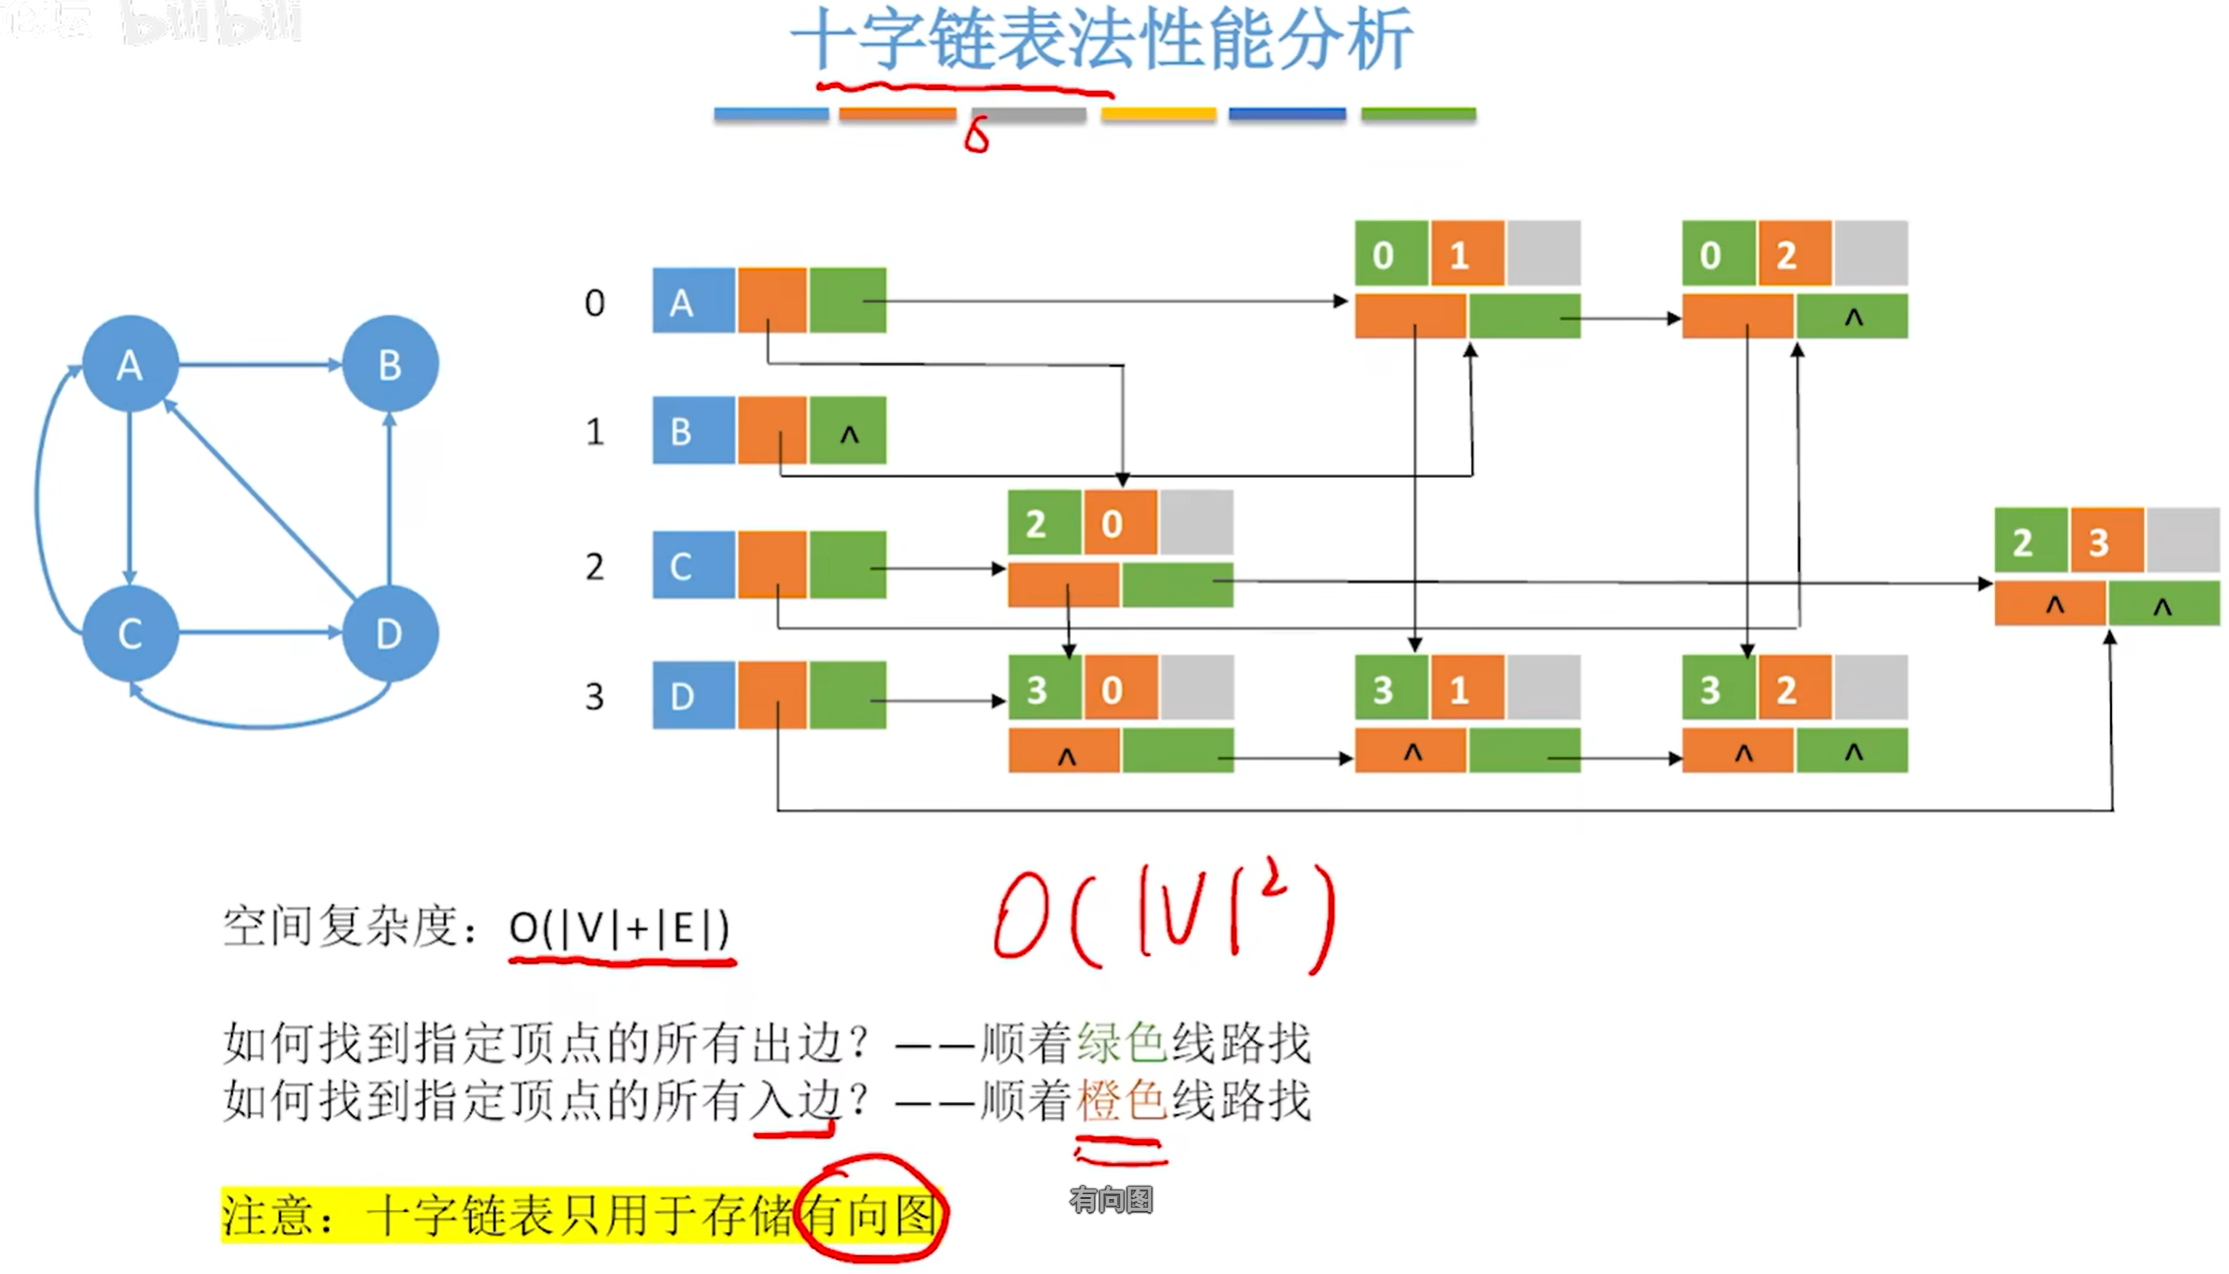 论坛 bilibili
十字链表法性能分析
δ
A B
C D
0 A
0 1
0 2 ^
1 B ^
2 C
2 0
2 3
^ ^
3 D
3 0
^
3 1
^
3 2
^ ^
空间复杂度：O(|V|+|E|)
O(|V|²)
如何找到指定顶点的所有出边？——顺着绿色线路找
如何找到指定顶点的所有入边？——顺着橙色线路找
注意：十字链表只用于存储有向图
有向图